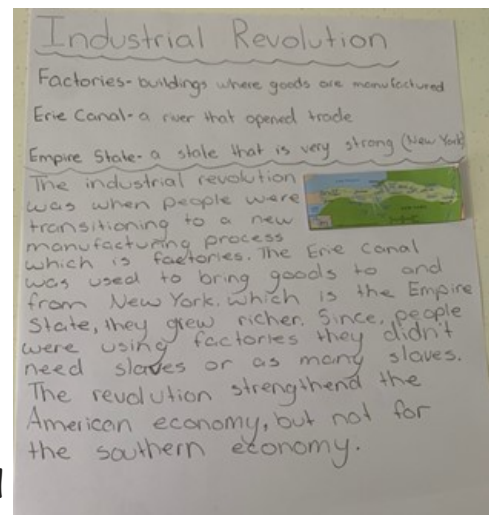 Industrial Revolution
Factories- buildings where goods are manufactured
Erie Canal- a river that opened trade
Empire State- a state that is very strong (New York)
The industrial revolution
was when people were
transitioning to a new
manufacturing process
which is factories. The Erie Canal
was used to bring goods to and
from New York. Which is the Empire
State, they grew richer. Since, people
were using factories they didn't
need slaves or as many slaves.
The revolution strengthend the
American economy, but not for
the southern economy.